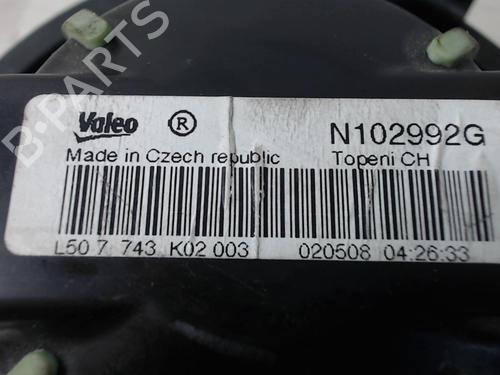 Valeo ® N102992G
Made in Czech republic Topeni CH
L50 7 743 K02 003 020508 04:26:33
B-PARTS